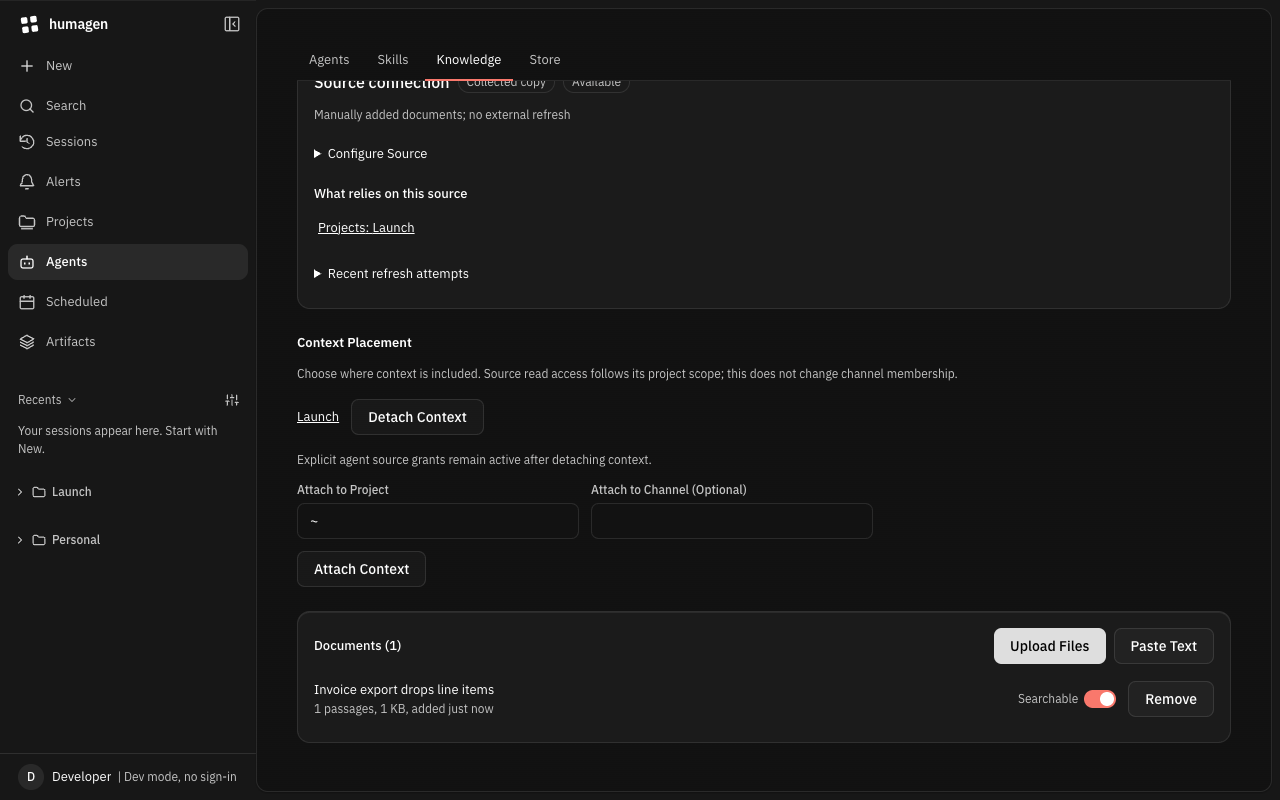 humagen
New
Search
Sessions
Alerts
Projects
Agents
Scheduled
Artifacts
Recents
Your sessions appear here. Start with
New.
Launch
Personal
Developer | Dev mode, no sign-in
Agents Skills Knowledge Store
Source connection Collected copy Available
Manually added documents; no external refresh
Configure Source
What relies on this source
Projects: Launch
Recent refresh attempts
Context Placement
Choose where context is included. Source read access follows its project scope; this does not change channel membership.
Launch Detach Context
Explicit agent source grants remain active after detaching context.
Attach to Project Attach to Channel (Optional)
~
Attach Context
Documents (1) Upload Files Paste Text
Invoice export drops line items
1 passages, 1 KB, added just now
Searchable Remove